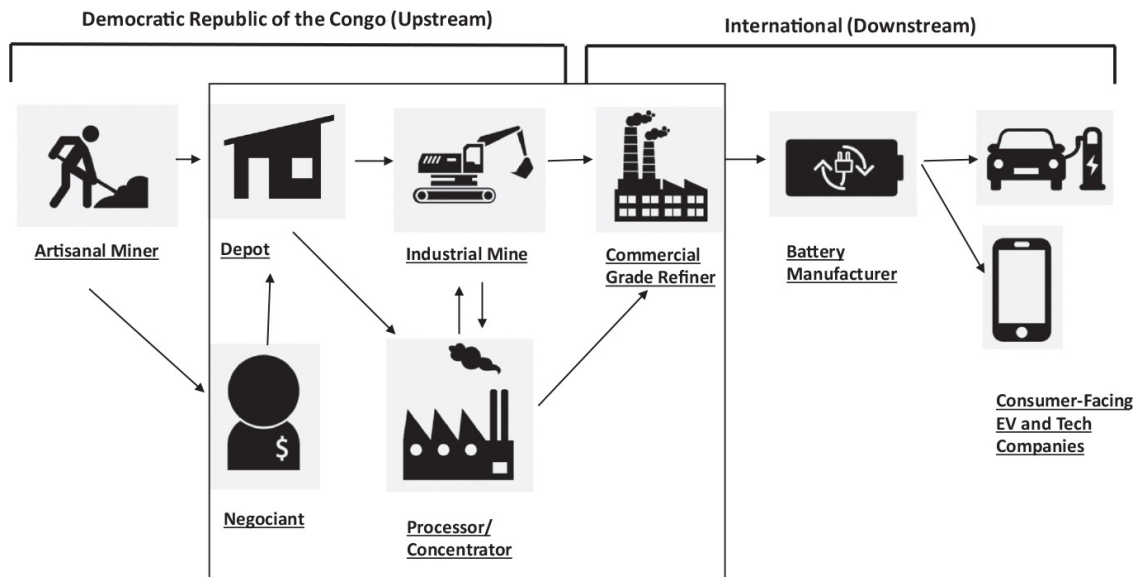 Democratic Republic of the Congo (Upstream)
International (Downstream)
Artisanal Miner
Depot
Industrial Mine
Commercial
Grade Refiner
Battery
Manufacturer
$
Negociant
Processor/
Concentrator
Consumer-Facing
EV and Tech
Companies